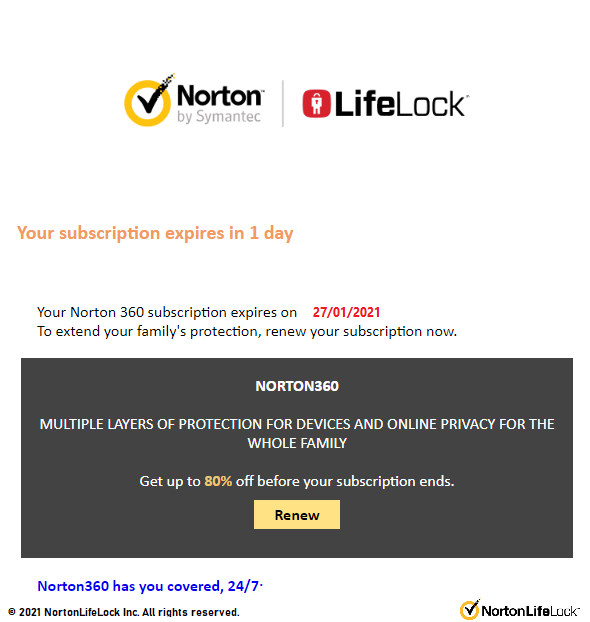 Norton™
by Symantec
LifeLock™
Your subscription expires in 1 day
Your Norton 360 subscription expires on 27/01/2021
To extend your family's protection, renew your subscription now.
NORTON360
MULTIPLE LAYERS OF PROTECTION FOR DEVICES AND ONLINE PRIVACY FOR THE
WHOLE FAMILY
Get up to 80% off before your subscription ends.
Renew
Norton360 has you covered, 24/7·
© 2021 NortonLifeLock Inc. All rights reserved.
NortonLifeLock™